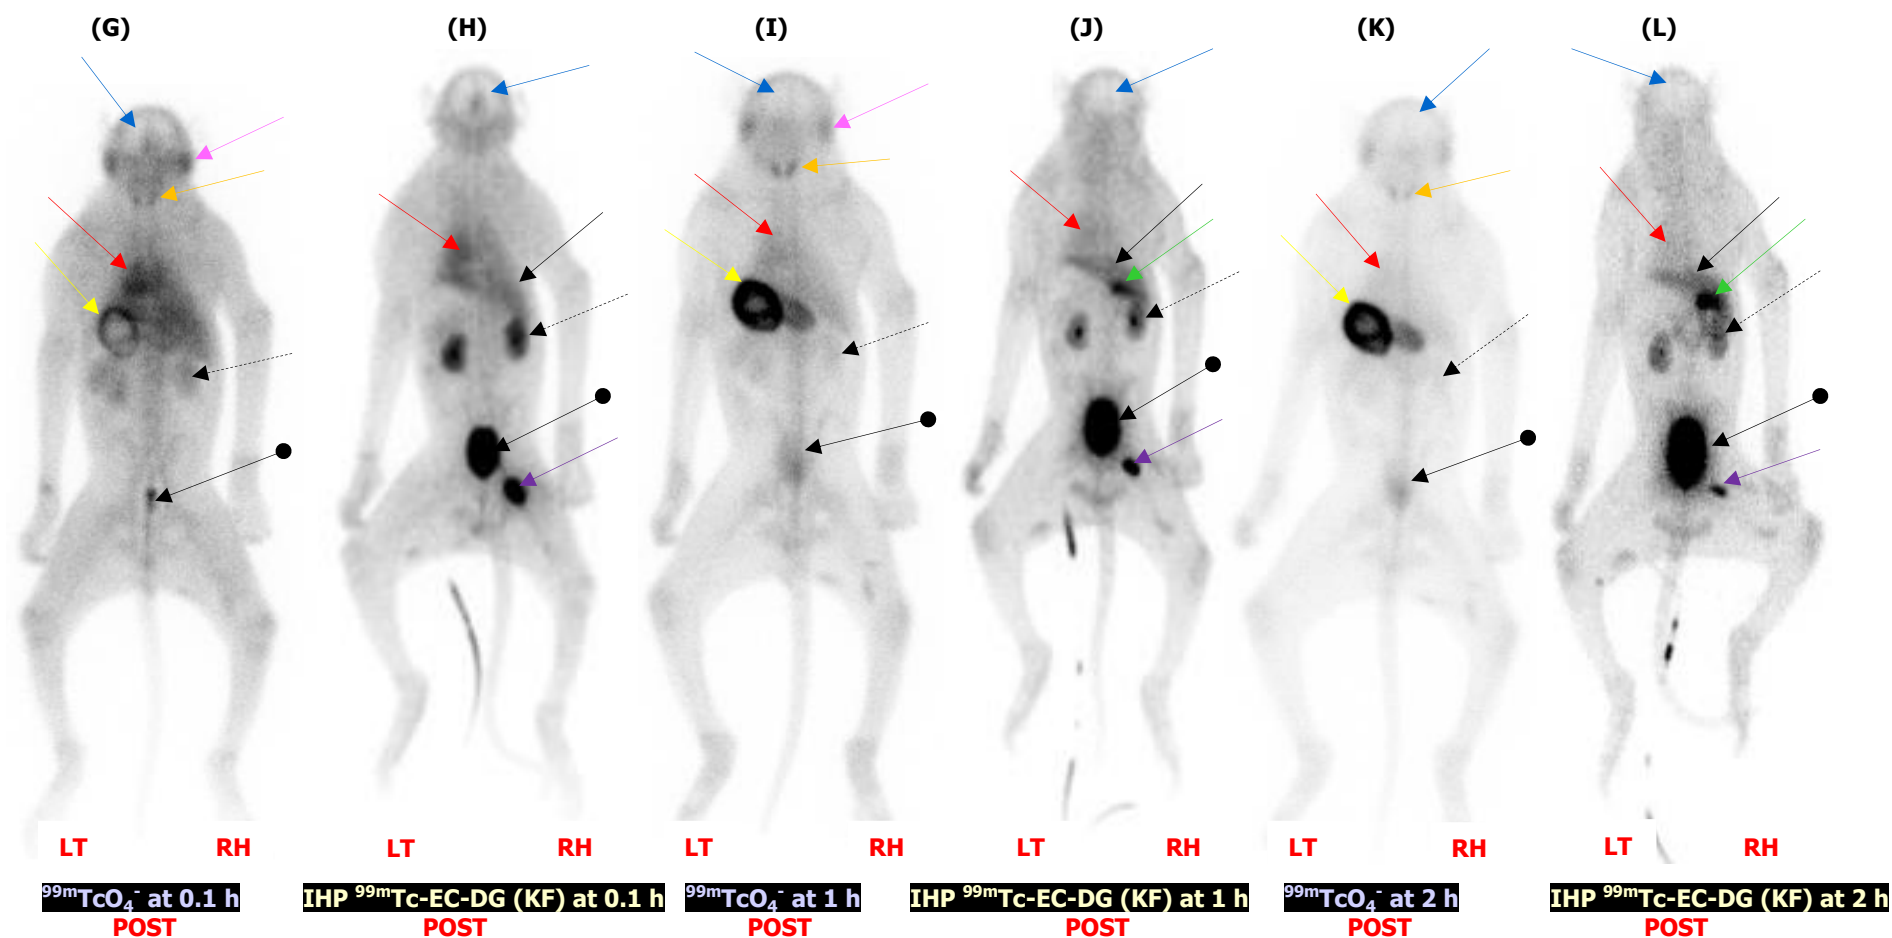 (G) (H) (I) (J) (K) (L)
LT RH LT RH LT RH LT RH LT RH LT RH
⁹⁹ᵐTcO₄⁻ at 0.1 h IHP ⁹⁹ᵐTc-EC-DG (KF) at 0.1 h ⁹⁹ᵐTcO₄⁻ at 1 h IHP ⁹⁹ᵐTc-EC-DG (KF) at 1 h ⁹⁹ᵐTcO₄⁻ at 2 h IHP ⁹⁹ᵐTc-EC-DG (KF) at 2 h
POST POST POST POST POST POST